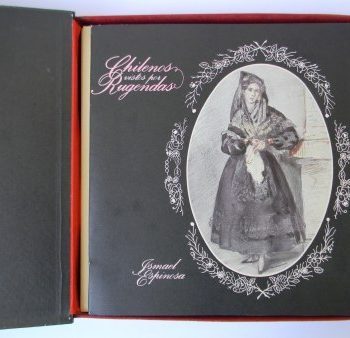 Chilenos
vistos por
Rugendas
Ismael
Espinosa